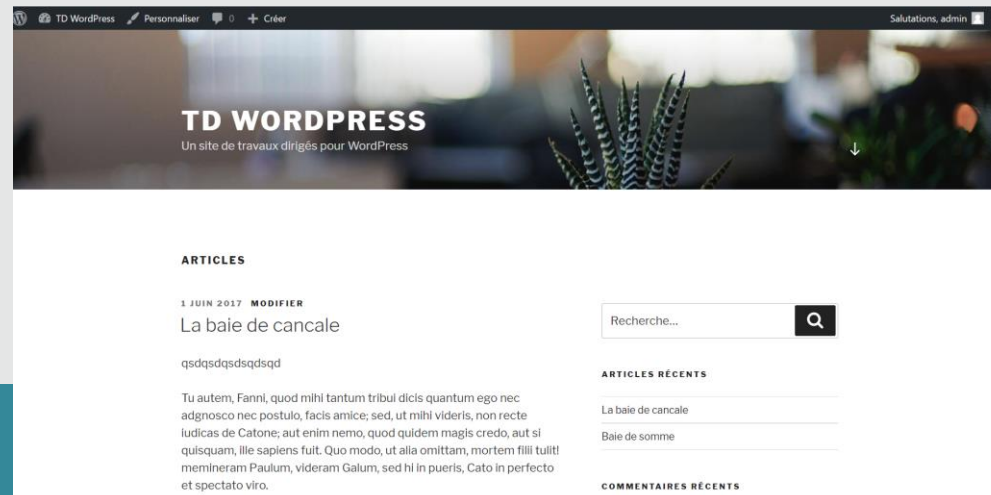 TD WordPress Personnaliser 0 Créer Salutations, admin
TD WORDPRESS
Un site de travaux dirigés pour WordPress
ARTICLES
1 JUIN 2017 MODIFIER
La baie de cancale
qsdqsdqsdsqdsqd
Tu autem, Fanni, quod mihi tantum tribui dicis quantum ego nec
adgnosco nec postulo, facis amice; sed, ut mihi videris, non recte
iudicas de Catone; aut enim nemo, quod quidem magis credo, aut si
quisquam, ille sapiens fuit. Quo modo, ut alia omittam, mortem filii tulit!
memineram Paulum, videram Galum, sed hi in pueris, Cato in perfecto
et spectato viro.
Recherche...
ARTICLES RÉCENTS
La baie de cancale
Baie de somme
COMMENTAIRES RÉCENTS